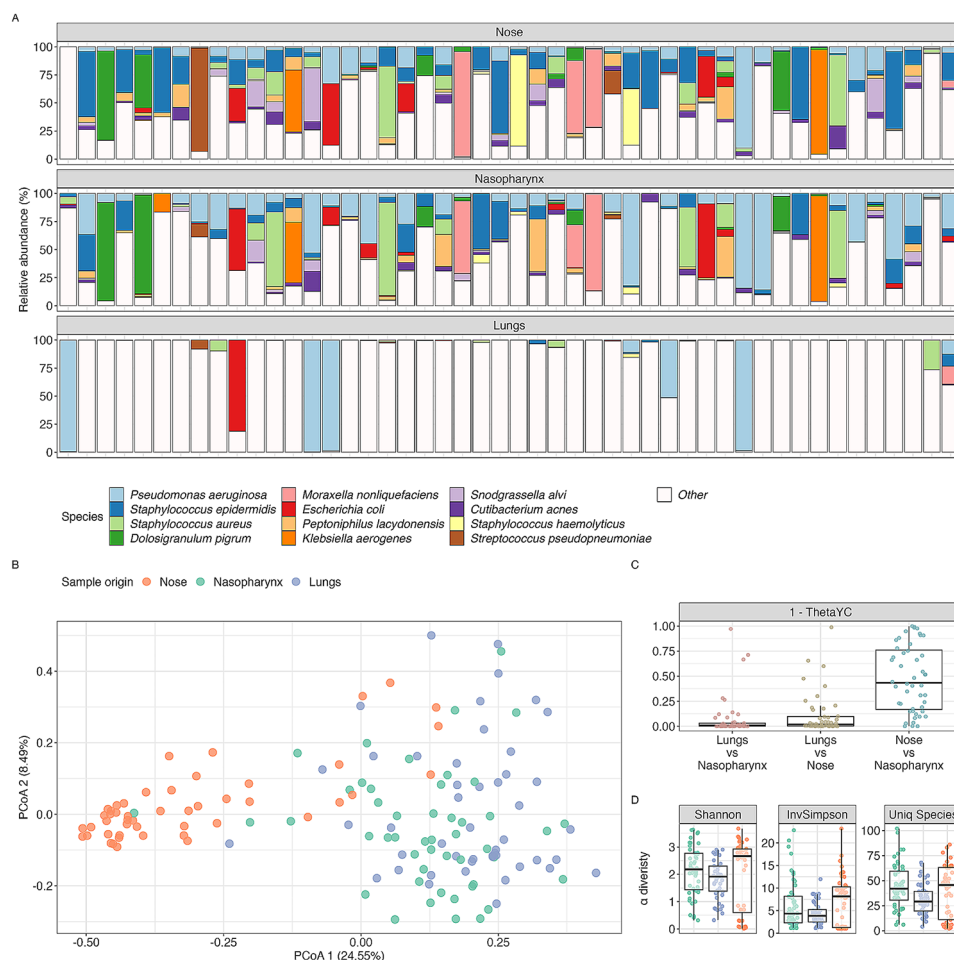 A
Nose
100
75
50
25
0
Nasopharynx
100
75
50
25
0
Relative abundance (%)
Lungs
100
75
50
25
0
Species
Pseudomonas aeruginosa
Staphylococcus epidermidis
Staphylococcus aureus
Dolosigranulum pigrum
Moraxella nonliquefaciens
Escherichia coli
Peptoniphilus lacydonensis
Klebsiella aerogenes
Snodgrassella alvi
Cutibacterium acnes
Staphylococcus haemolyticus
Streptococcus pseudopneumoniae
Other
B
Sample origin Nose Nasopharynx Lungs
PCoA 2 (8.49%)
0.4
0.2
0.0
-0.2
-0.50 -0.25 0.00 0.25
PCoA 1 (24.55%)
C
1 - ThetaYC
1.00
0.75
0.50
0.25
0.00
Lungs vs Nasopharynx
Lungs vs Nose
Nose vs Nasopharynx
D
α diveristy
Shannon
3
2
1
0
InvSimpson
20
15
10
5
0
Uniq Species
100
75
50
25
0